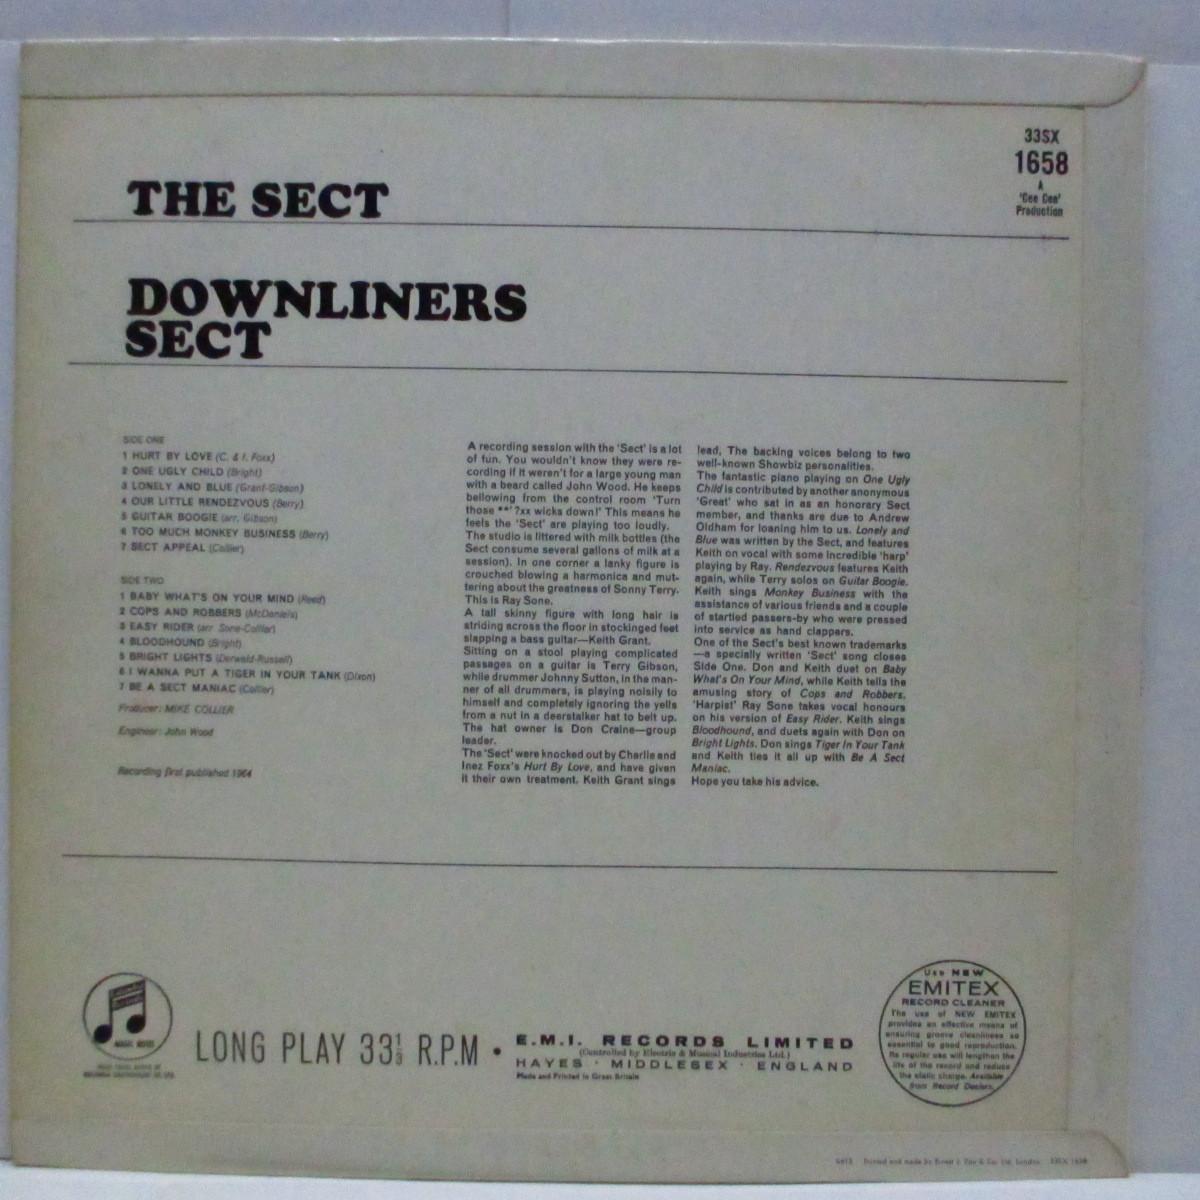 33SX
1658
A
'Cee Cee'
Production
THE SECT
DOWNLINERS
SECT
SIDE ONE
1 HURT BY LOVE (C. & I. Foxx)
2 ONE UGLY CHILD (Bright)
3 LONELY AND BLUE (Grant-Gibson)
4 OUR LITTLE RENDEZVOUS (Berry)
5 GUITAR BOOGIE (arr. Gibson)
6 TOO MUCH MONKEY BUSINESS (Berry)
7 SECT APPEAL (Collier)
SIDE TWO
1 BABY WHAT'S ON YOUR MIND (Reed)
2 COPS AND ROBBERS (McDaniels)
3 EASY RIDER (arr Sone-Collier)
4 BLOODHOUND (Bright)
5 BRIGHT LIGHTS (Derwald-Russell)
6 I WANNA PUT A TIGER IN YOUR TANK (Dixon)
7 BE A SECT MANIAC (Collier)
Producer: MIKE COLLIER
Engineer: John Wood
Recording first published 1964
A recording session with the 'Sect' is a lot
of fun. You wouldn't know they were re-
cording if it weren't for a large young man
with a beard called John Wood. He keeps
bellowing from the control room 'Turn
those **'?xx wicks down!' This means he
feels the 'Sect' are playing too loudly.
The studio is littered with milk bottles (the
Sect consume several gallons of milk at a
session). In one corner a lanky figure is
crouched blowing a harmonica and mut-
tering about the greatness of Sonny Terry.
This is Ray Sone.
A tall skinny figure with long hair is
striding across the floor in stockinged feet
slapping a bass guitar—Keith Grant.
Sitting on a stool playing complicated
passages on a guitar is Terry Gibson,
while drummer Johnny Sutton, in the man-
ner of all drummers, is playing noisily to
himself and completely ignoring the yells
from a nut in a deerstalker hat to belt up.
The hat owner is Don Craine—group
leader.
The 'Sect' were knocked out by Charlie and
Inez Foxx's Hurt By Love, and have given
it their own treatment. Keith Grant sings
lead, The backing voices belong to two
well-known Showbiz personalities.
The fantastic piano playing on One Ugly
Child is contributed by another anonymous
'Great' who sat in as an honorary Sect
member, and thanks are due to Andrew
Oldham for loaning him to us. Lonely and
Blue was written by the Sect, and features
Keith on vocal with some incredible 'harp'
playing by Ray. Rendezvous features Keith
again, while Terry solos on Guitar Boogie.
Keith sings Monkey Business with the
assistance of various friends and a couple
of startled passers-by who were pressed
into service as hand clappers.
One of the Sect's best known trademarks
—a specially written 'Sect' song closes
Side One. Don and Keith duet on Baby
What's On Your Mind, while Keith tells the
amusing story of Cops and Robbers.
'Harpist' Ray Sone takes vocal honours
on his version of Easy Rider. Keith sings
Bloodhound, and duets again with Don on
Bright Lights. Don sings Tiger In Your Tank
and Keith ties it all up with Be A Sect
Maniac.
Hope you take his advice.
MAGIC NOTES
LONG PLAY 33⅓ R.P.M •
E.M.I. RECORDS LIMITED
(Controlled by Electric & Musical Industries Ltd.)
HAYES · MIDDLESEX · ENGLAND
Made and Printed in Great Britain
Use NEW
EMITEX
RECORD CLEANER
The use of NEW EMITEX
provides an effective means of
ensuring groove cleanliness so
essential to good reproduction.
Its regular use will lengthen the
life of the record and reduce
the static charge. Available
from Record Dealers.
Printed and made by Ernest J. Day & Co. Ltd. London 33SX 1658